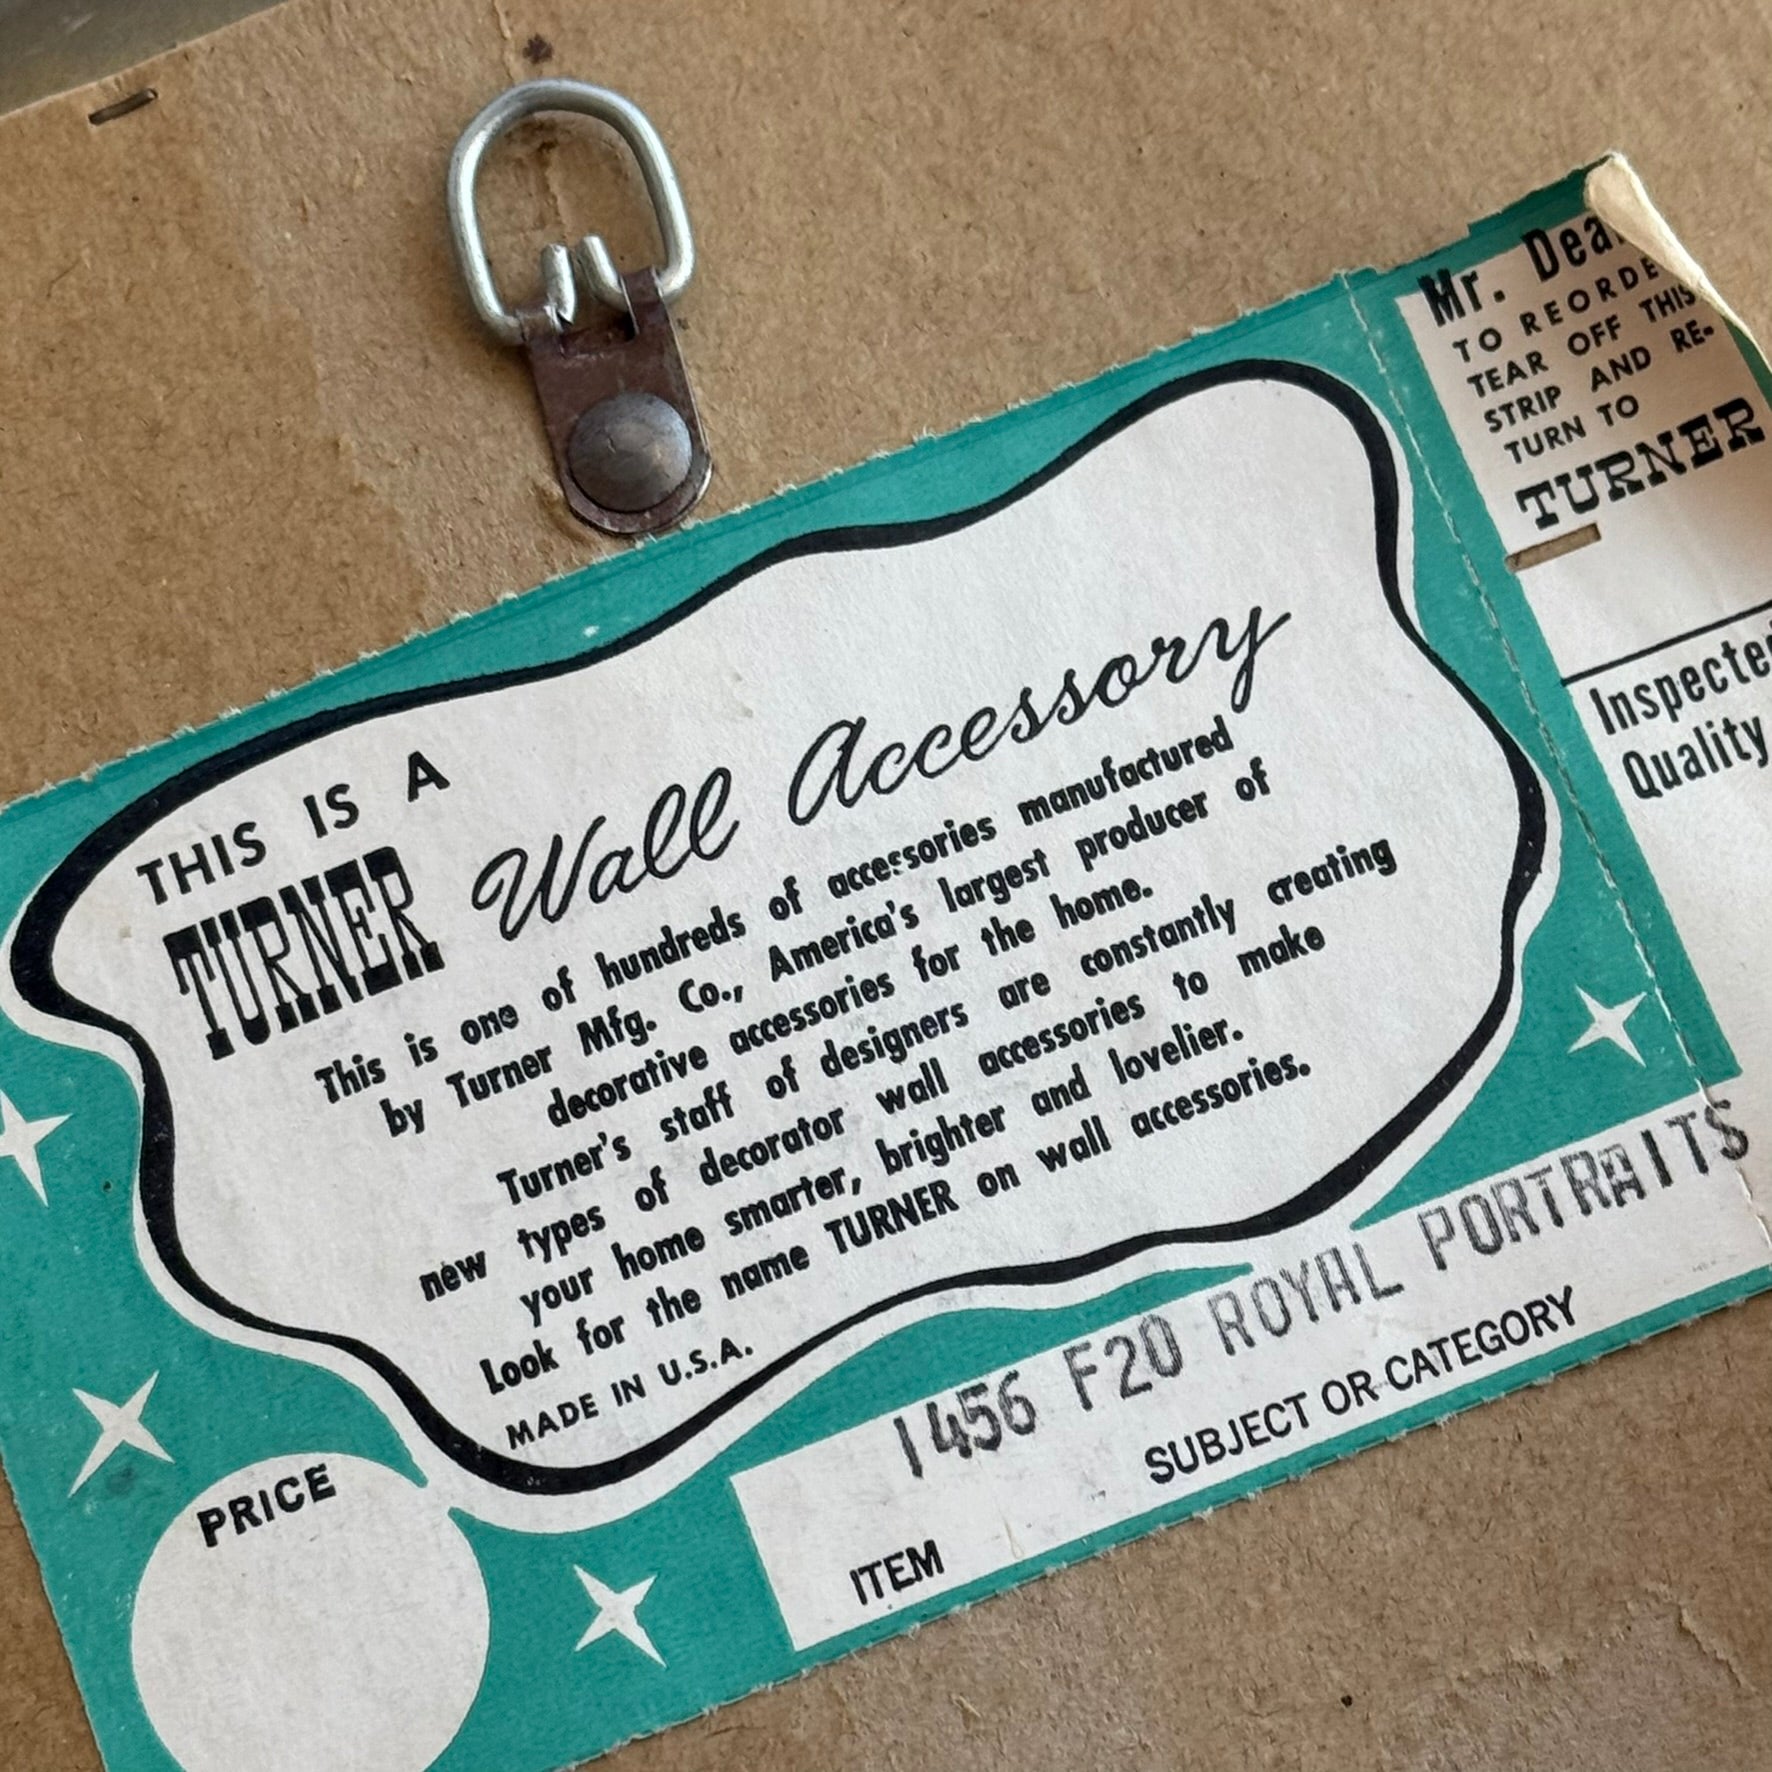 THIS IS A
TURNER Wall Accessory
This is one of hundreds of accessories manufactured
by Turner Mfg. Co., America's largest producer of
decorative accessories for the home.
Turner's staff of designers are constantly creating
new types of decorator wall accessories to make
your home smarter, brighter and lovelier.
Look for the name TURNER on wall accessories.
MADE IN U.S.A.
PRICE
1456 F20 ROYAL PORTRAITS
ITEM SUBJECT OR CATEGORY
Mr.
TO
TEAR OFF THIS
STRIP AND RE-
TURN TO
TURNER
Inspected
Quality